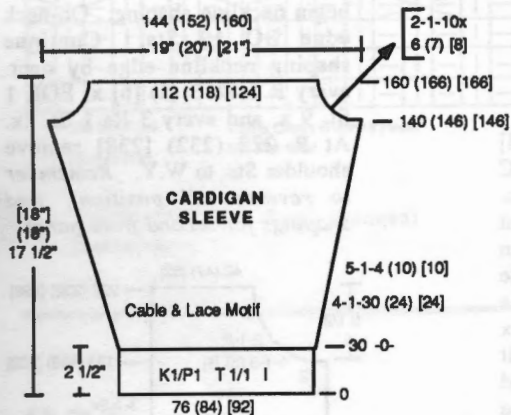 144 (152) [160]
19" (20") [21"]
2-1-10x
6 (7) [8]
112 (118) [124]
160 (166) [166]
140 (146) [146]
CARDIGAN
SLEEVE
[18"]
(18")
17 1/2"
5-1-4 (10) [10]
4-1-30 (24) [24]
Cable & Lace Motif
30 -0-
2 1/2"
K1/P1 T 1/1 I
0
76 (84) [92]